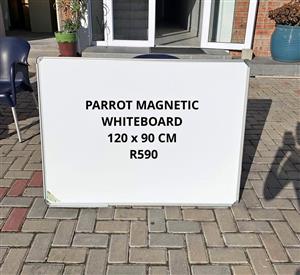 PARROT MAGNETIC
WHITEBOARD
120 x 90 CM
R590